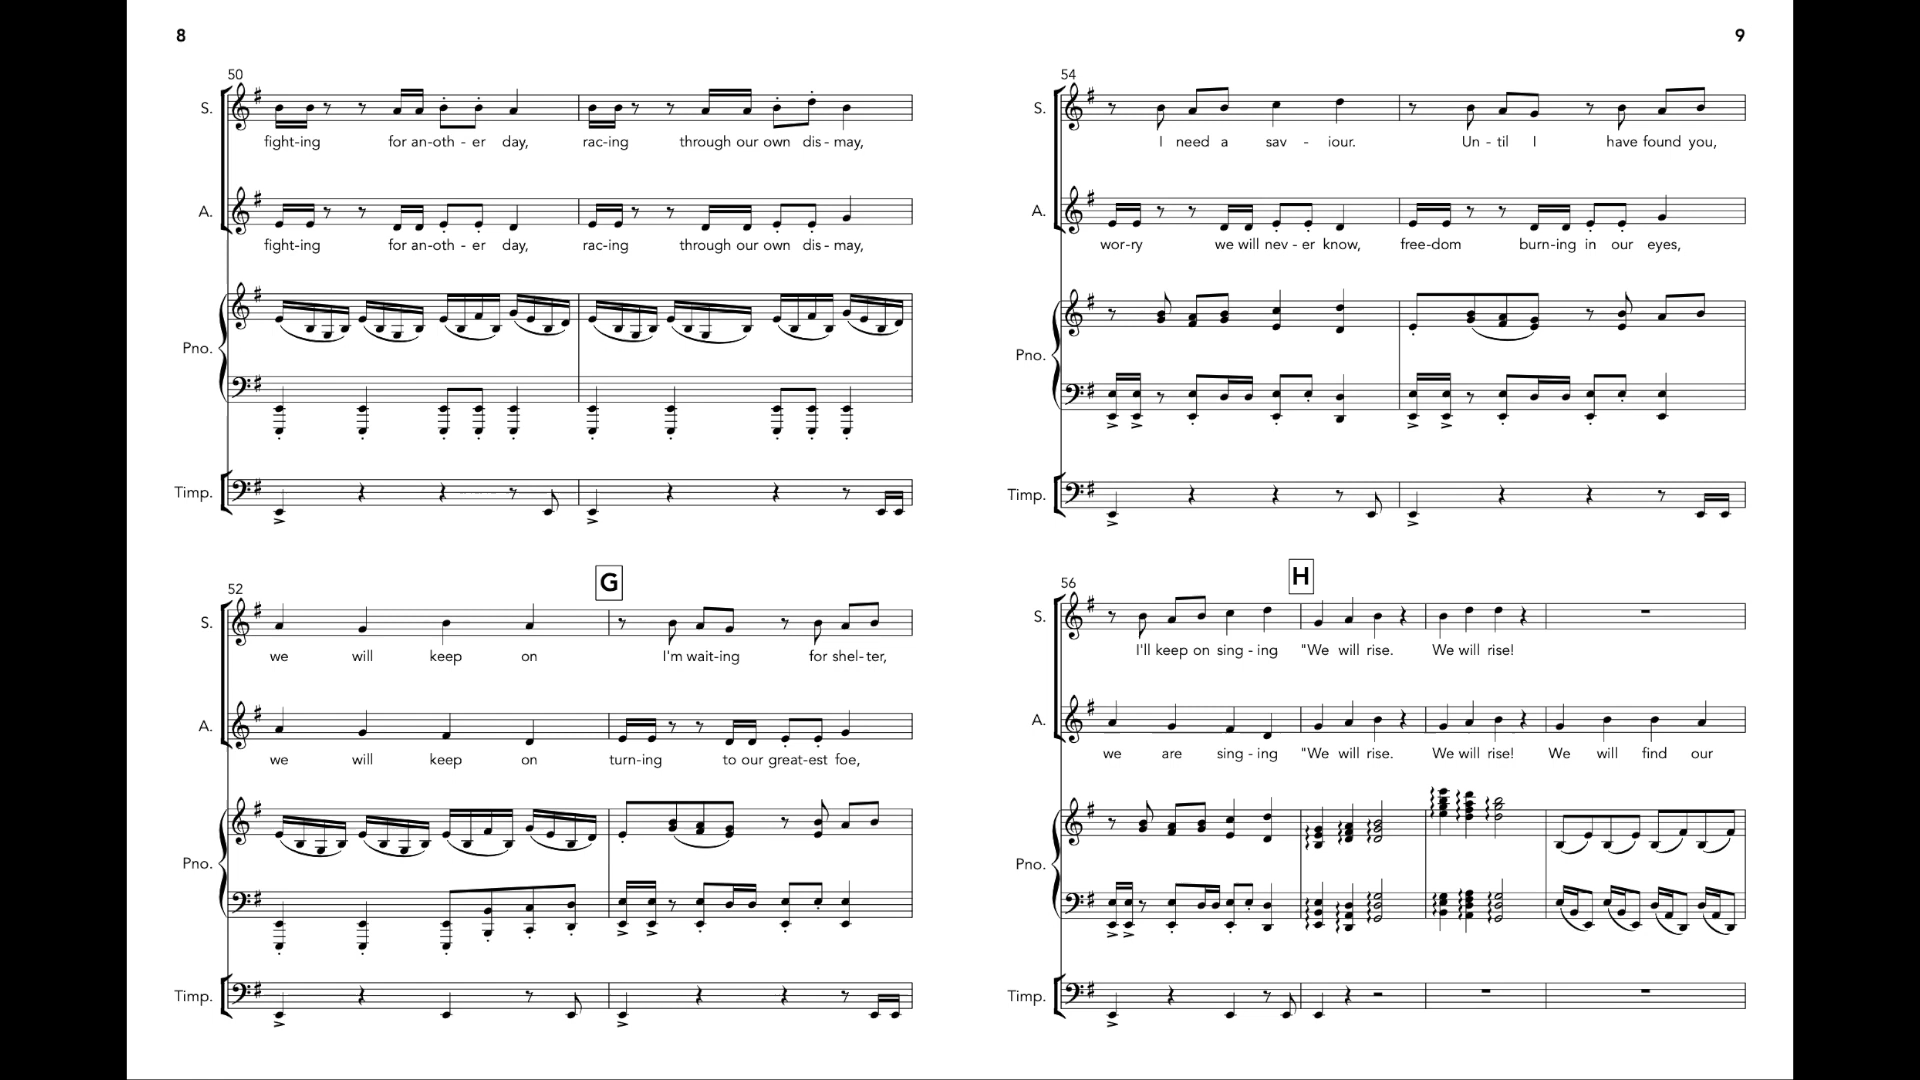 8
50
S.
fight-ing for an-oth - er day, rac-ing through our own dis - may,
A.
fight-ing for an-oth - er day, rac-ing through our own dis - may,
Pno.
Timp.
52
G
S.
we will keep on I'm wait-ing for shel-ter,
A.
we will keep on turn-ing to our great-est foe,
Pno.
Timp.
9
54
S.
I need a sav - iour. Un - til I have found you,
A.
wor-ry we will nev - er know, free-dom burn-ing in our eyes,
Pno.
Timp.
56
H
S.
I'll keep on sing - ing "We will rise. We will rise!
A.
we are sing - ing "We will rise. We will rise! We will find our
Pno.
Timp.